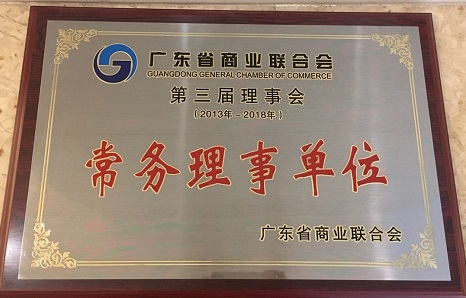 广东省商业联合会
GUANGDONG GENERAL CHAMBER OF COMMERCE
第三届理事会
(2013年-2018年)
常务理事单位
广东省商业联合会